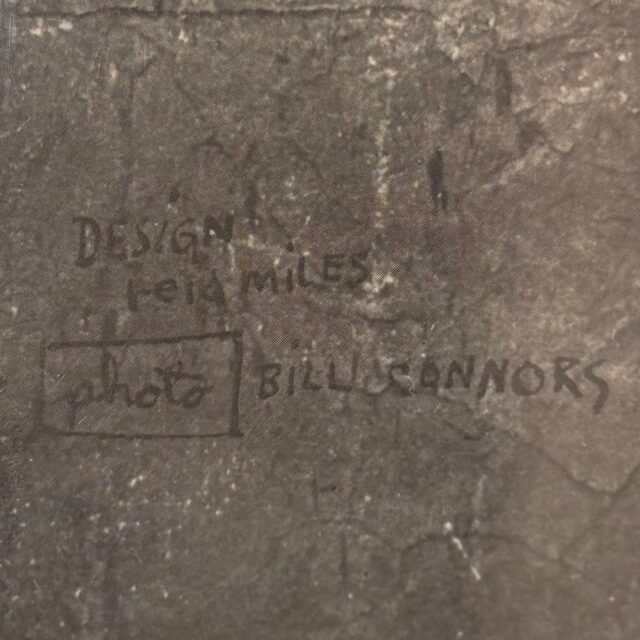 DESIGN
reid MILES
photo BILL CONNORS